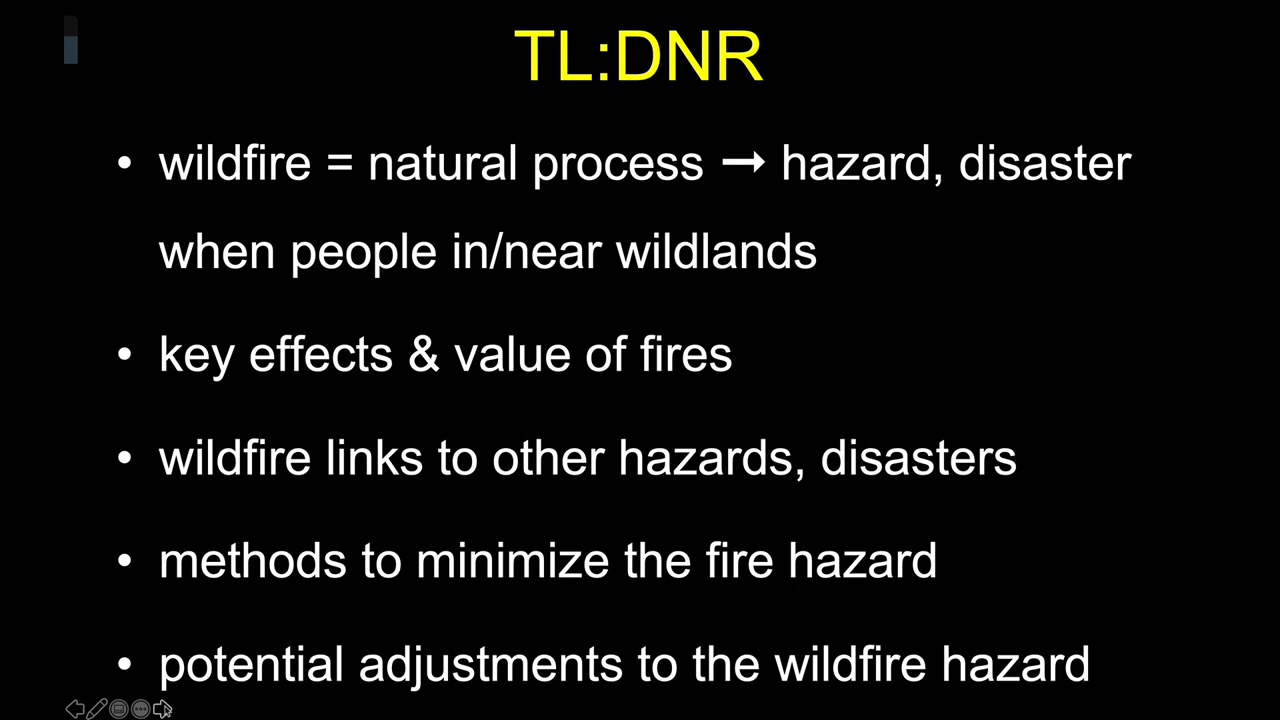 TL:DNR
• wildfire = natural process → hazard, disaster
when people in/near wildlands
• key effects & value of fires
• wildfire links to other hazards, disasters
• methods to minimize the fire hazard
• potential adjustments to the wildfire hazard